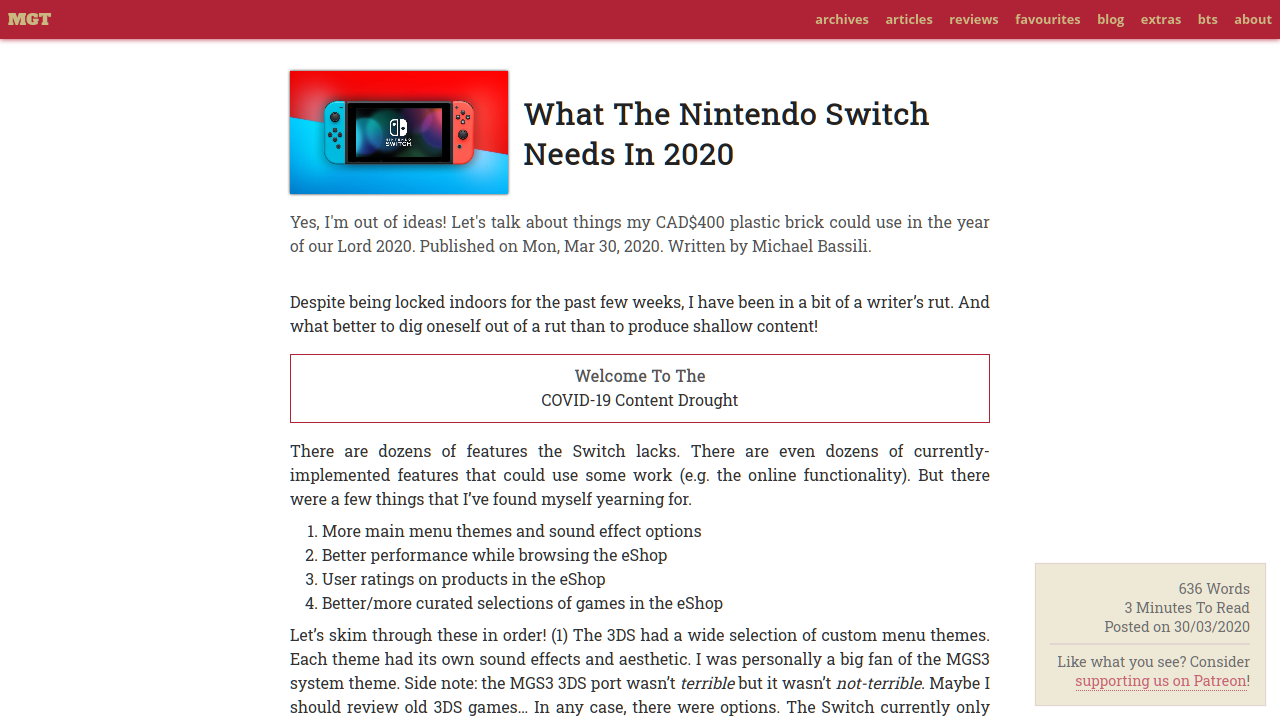 MGT
archives articles reviews favourites blog extras bts about
NINTENDO
SWITCH
What The Nintendo Switch
Needs In 2020
Yes, I'm out of ideas! Let's talk about things my CAD$400 plastic brick could use in the year
of our Lord 2020. Published on Mon, Mar 30, 2020. Written by Michael Bassili.
Despite being locked indoors for the past few weeks, I have been in a bit of a writer’s rut. And
what better to dig oneself out of a rut than to produce shallow content!
Welcome To The
COVID-19 Content Drought
There are dozens of features the Switch lacks. There are even dozens of currently-
implemented features that could use some work (e.g. the online functionality). But there
were a few things that I’ve found myself yearning for.
1. More main menu themes and sound effect options
2. Better performance while browsing the eShop
3. User ratings on products in the eShop
4. Better/more curated selections of games in the eShop
Let’s skim through these in order! (1) The 3DS had a wide selection of custom menu themes.
Each theme had its own sound effects and aesthetic. I was personally a big fan of the MGS3
system theme. Side note: the MGS3 3DS port wasn’t terrible but it wasn’t not-terrible. Maybe I
should review old 3DS games… In any case, there were options. The Switch currently only
636 Words
3 Minutes To Read
Posted on 30/03/2020
Like what you see? Consider
supporting us on Patreon!